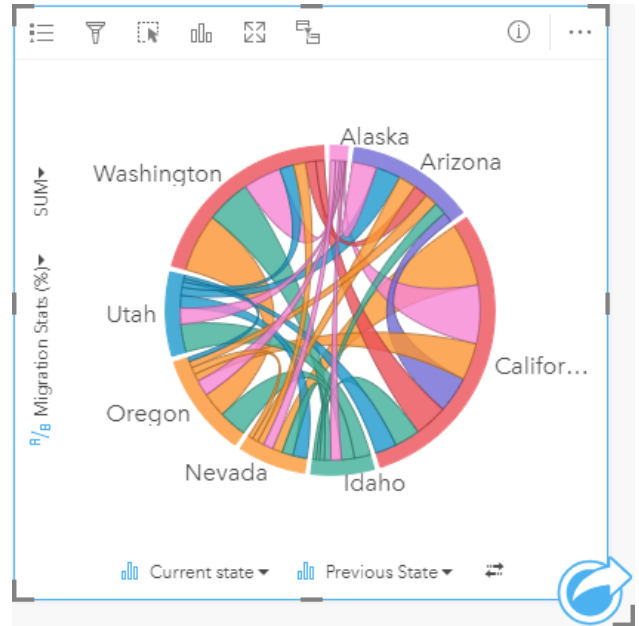 Alaska
Arizona
Washington
SUM
Utah
Migration Stats (%)
Califor...
Oregon
Nevada
Idaho
A/B
Current state
Previous State